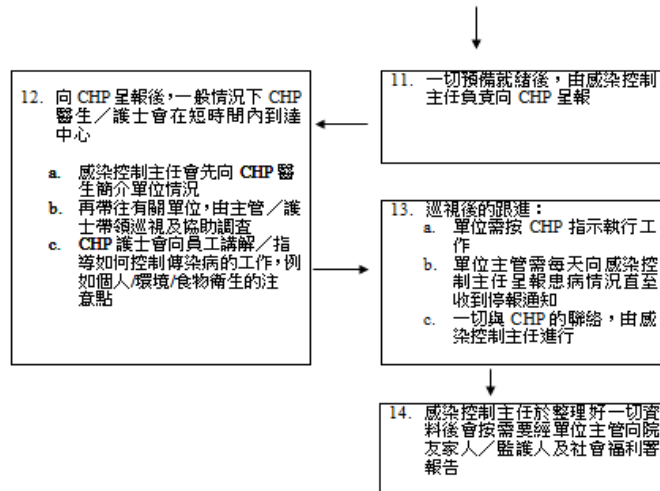 11. 一切預備就緒後，由感染控制
主任負責向 CHP 呈報
12. 向 CHP 呈報後，一般情況下 CHP
醫生／護士會在短時間內到達
中心
a. 感染控制主任會先向 CHP 醫
生簡介單位情況
b. 再帶往有關單位，由主管／護
士帶領巡視及協助調查
c. CHP 護士會向員工講解／指
導如何控制傳染病的工作，例
如個人/環境/食物衛生的注
意點
13. 巡視後的跟進：
a. 單位需按 CHP 指示執行工
作
b. 單位主管需每天向感染控
制主任呈報患病情況直至
收到停報通知
c. 一切與 CHP 的聯絡，由感
染控制主任進行
14. 感染控制主任於整理好一切資
料後會按需要經單位主管向院
友家人／監護人及社會福利署
報告